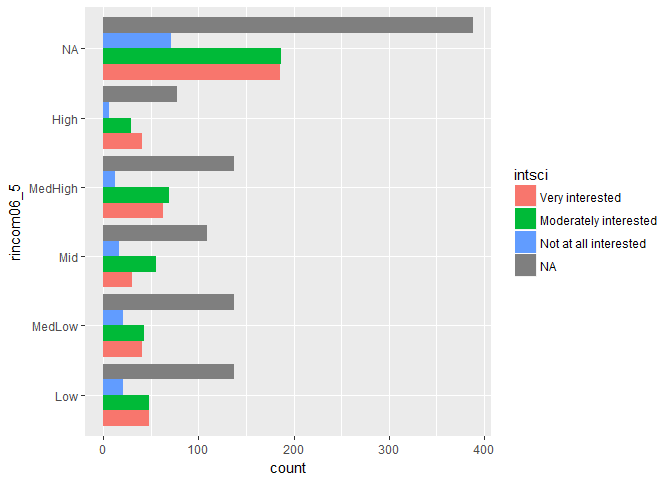 NA
High
MedHigh
Mid
MedLow
Low
rincom06_5
0 100 200 300 400
count
intsci
Very interested
Moderately interested
Not at all interested
NA